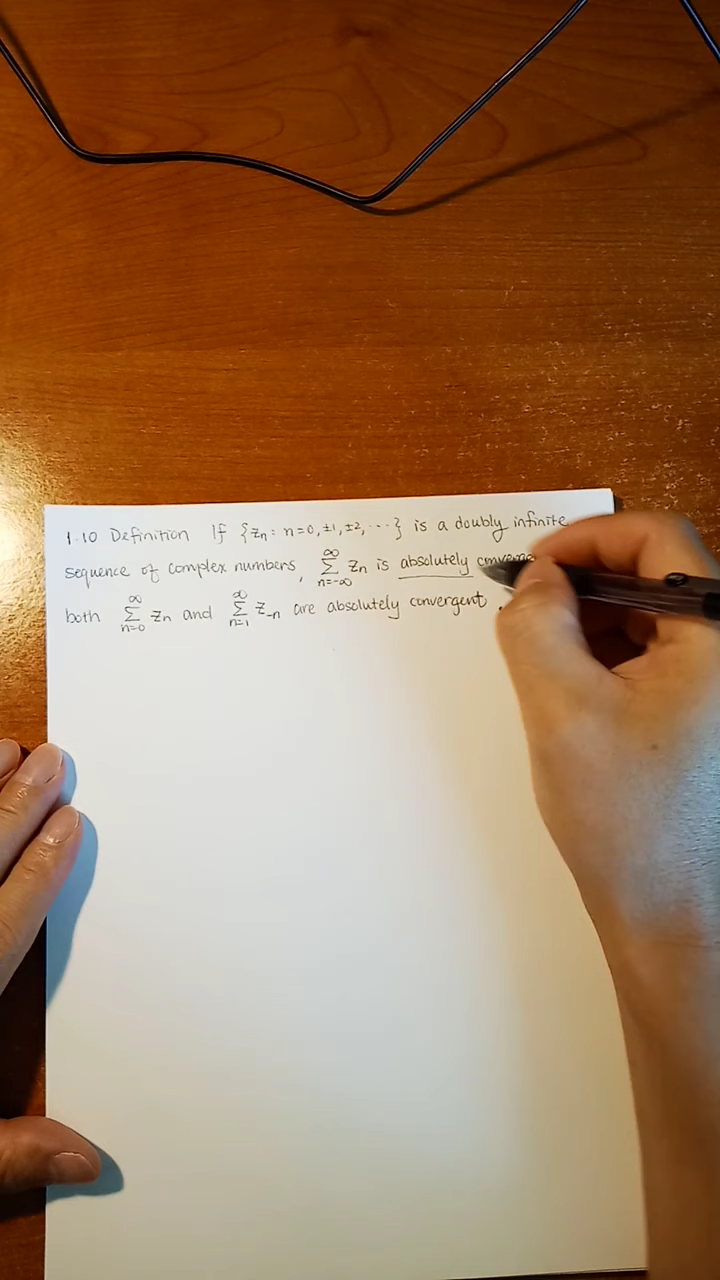 1.10 Definition If {zₙ : n=0, ±1, ±2, ⋯} is a doubly infinite
sequence of complex numbers, ∑_{n=-∞}^{∞} zₙ is absolutely
both ∑_{n=0}^{∞} zₙ and ∑_{n=1}^{∞} z₋ₙ are absolutely convergent.